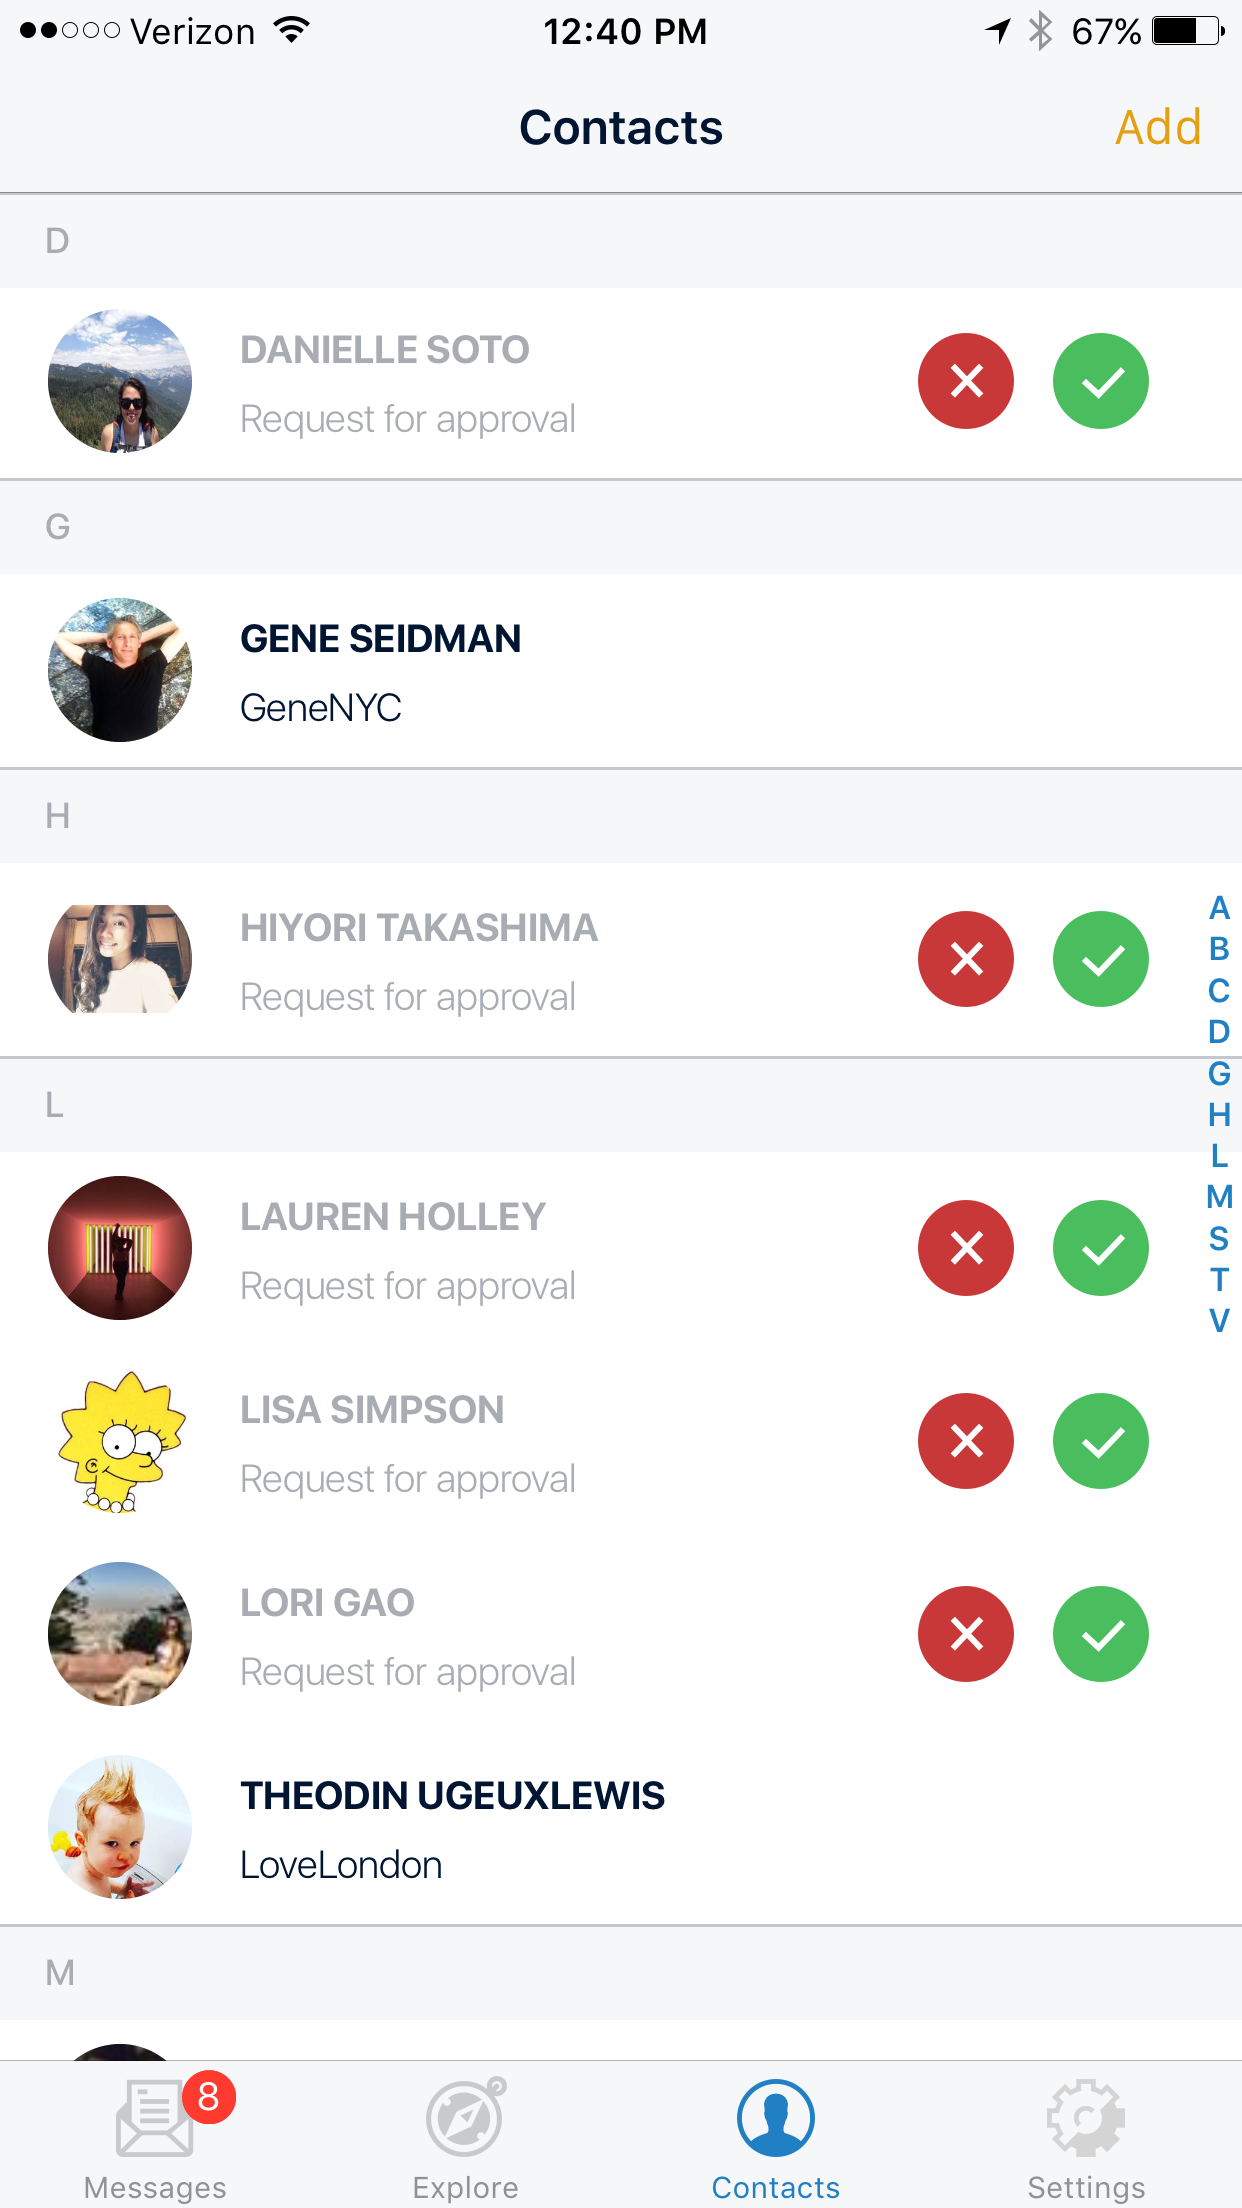 Verizon 12:40 PM 67%
Contacts Add
D
DANIELLE SOTO
Request for approval
G
GENE SEIDMAN
GeneNYC
H
HIYORI TAKASHIMA
Request for approval
L
LAUREN HOLLEY
Request for approval
LISA SIMPSON
Request for approval
LORI GAO
Request for approval
THEODIN UGEUXLEWIS
LoveLondon
M
A
B
C
D
G
H
L
M
S
T
V
8
Messages Explore Contacts Settings